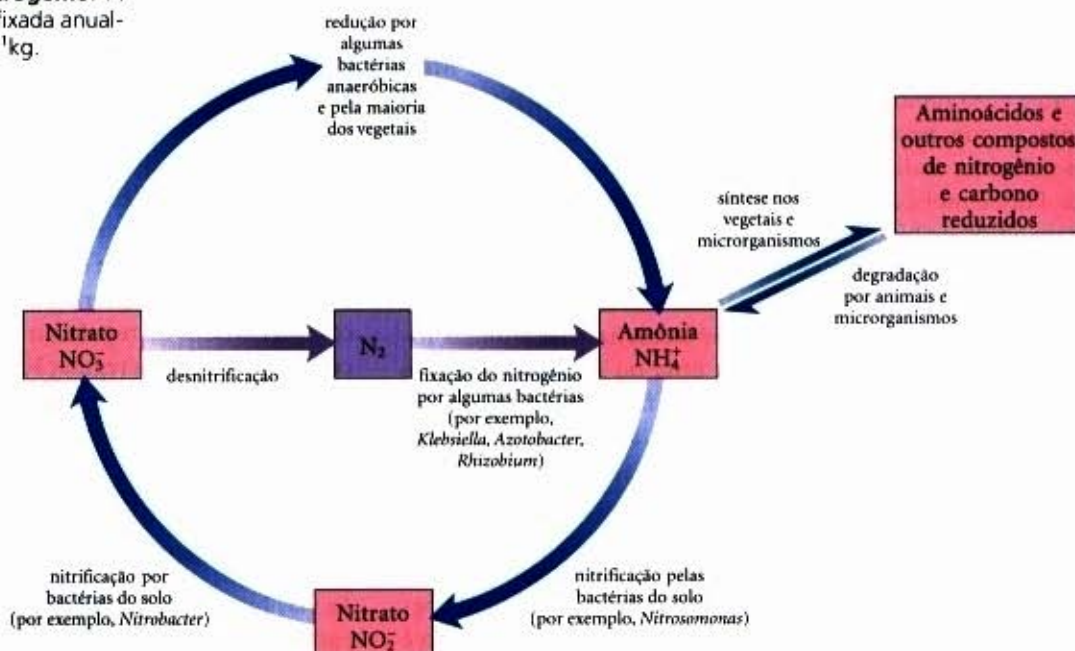 fixada anual-
¹kg.
redução por
algumas
bactérias
anaeróbicas
e pela maioria
dos vegetais
Aminoácidos e
outros compostos
de nitrogênio
e carbono
reduzidos
síntese nos
vegetais e
microrganismos
degradação
por animais e
microrganismos
Nitrato
NO₃⁻
desnitrificação
N₂
fixação do nitrogênio
por algumas bactérias
(por exemplo,
Klebsiella, Azotobacter,
Rhizobium)
Amônia
NH₄⁺
nitrificação por
bactérias do solo
(por exemplo, Nitrobacter)
Nitrato
NO₂⁻
nitrificação pelas
bactérias do solo
(por exemplo, Nitrosomonas)